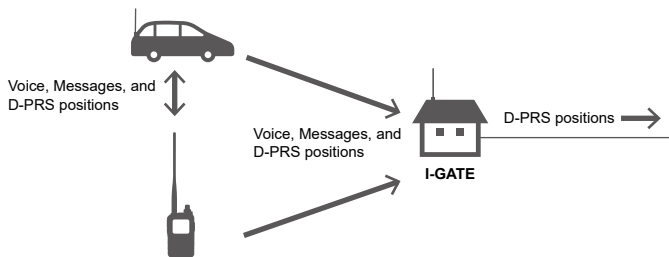 Voice, Messages, and
D-PRS positions
Voice, Messages, and
D-PRS positions
D-PRS positions
I-GATE